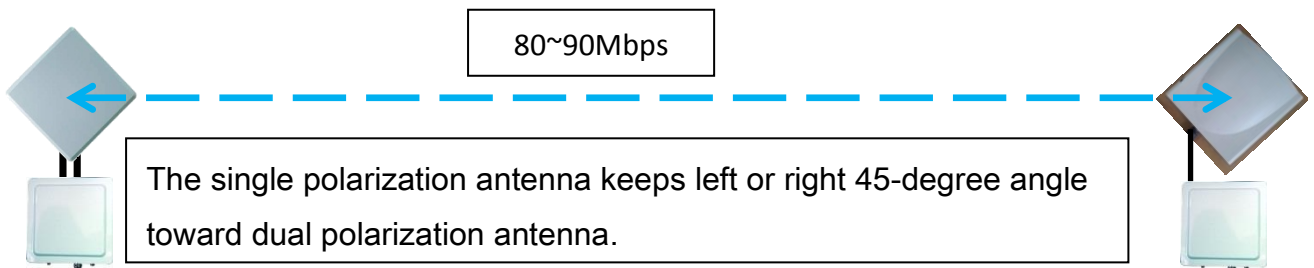 80~90Mbps
The single polarization antenna keeps left or right 45-degree angle
toward dual polarization antenna.